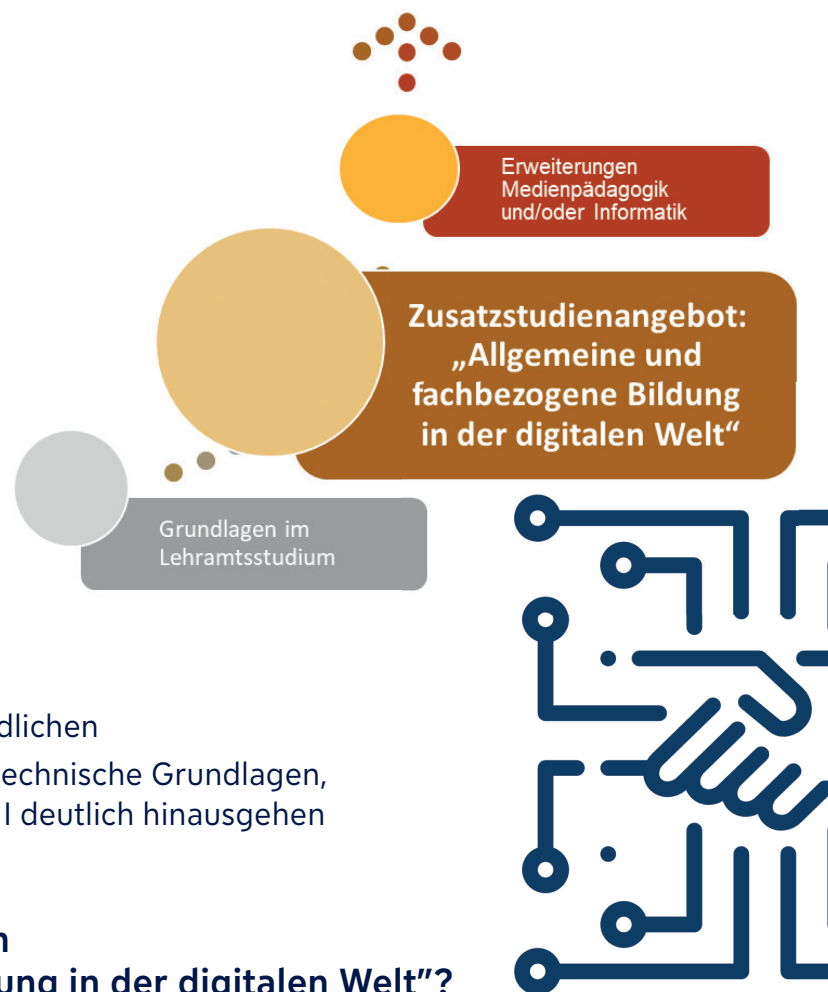 Erweiterungen
Medienpädagogik
und/oder Informatik
Zusatzstudienangebot:
„Allgemeine und
fachbezogene Bildung
in der digitalen Welt“
Grundlagen im
Lehramtsstudium
dlichen
echnische Grundlagen,
I deutlich hinausgehen
n
ung in der digitalen Welt”?